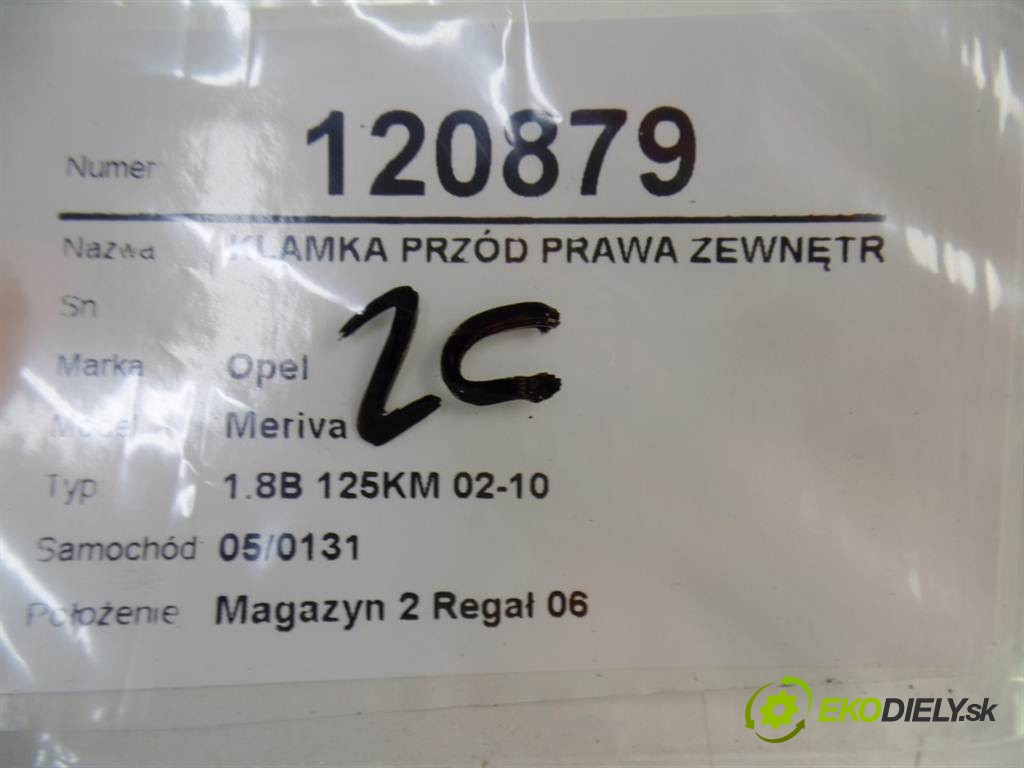 Numer 120879
Nazwa KLAMKA PRZÓD PRAWA ZEWNĘTR
Sn
2C
Marka Opel
Model Meriva
Typ 1.8B 125KM 02-10
Samochód 05/0131
Położenie Magazyn 2 Regał 06
EKODIELY.sk